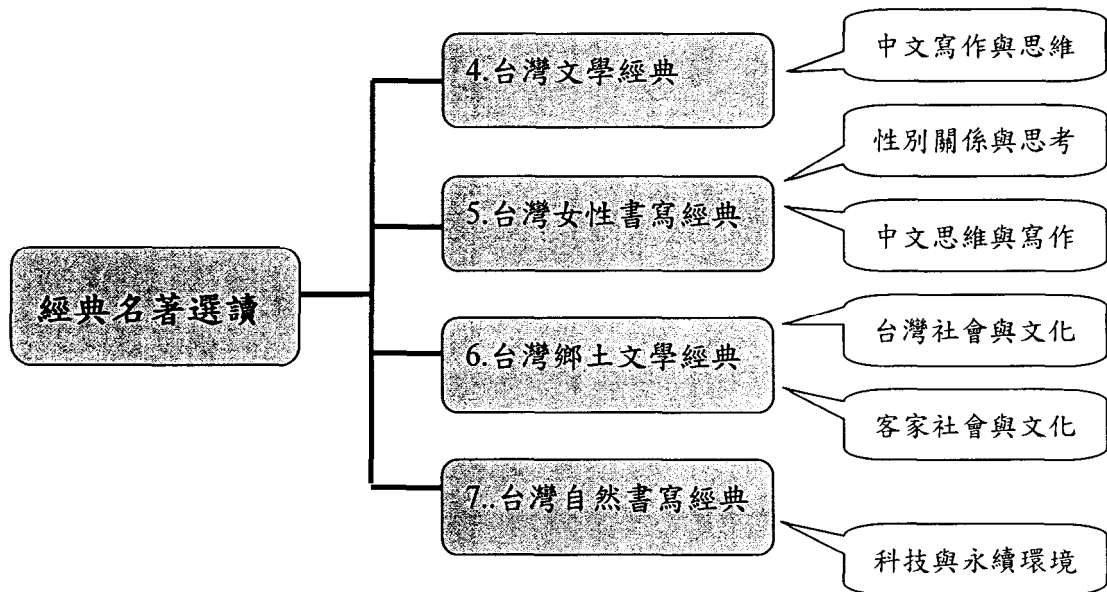 4.台灣文學經典
中文寫作與思維
性別關係與思考
5.台灣女性書寫經典
中文思維與寫作
經典名著選讀
台灣社會與文化
6.台灣鄉土文學經典
客家社會與文化
7..台灣自然書寫經典
科技與永續環境